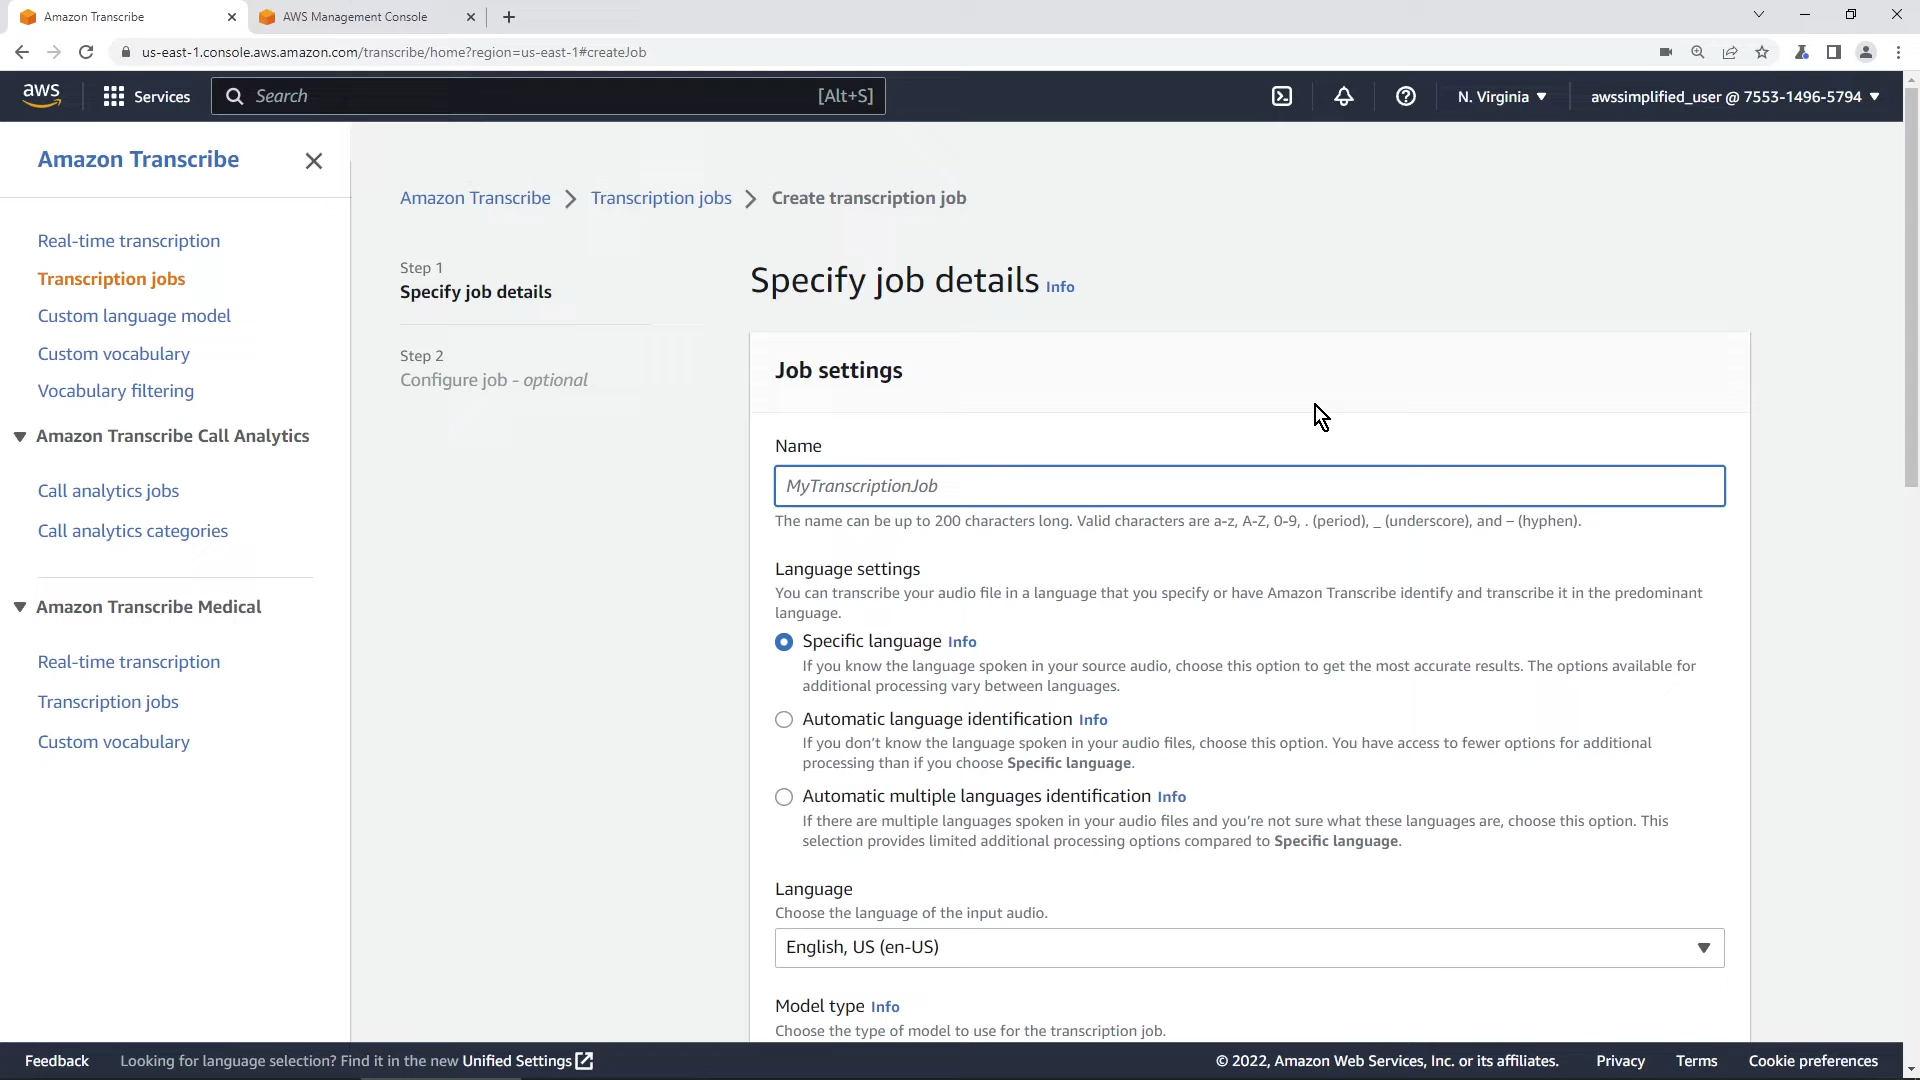 Amazon Transcribe
AWS Management Console
us-east-1.console.aws.amazon.com/transcribe/home?region=us-east-1#createJob
aws
Services
Search
[Alt+S]
N. Virginia
awssimplified_user @ 7553-1496-5794
Amazon Transcribe
Real-time transcription
Transcription jobs
Custom language model
Custom vocabulary
Vocabulary filtering
Amazon Transcribe Call Analytics
Call analytics jobs
Call analytics categories
Amazon Transcribe Medical
Real-time transcription
Transcription jobs
Custom vocabulary
Amazon Transcribe > Transcription jobs > Create transcription job
Step 1
Specify job details
Step 2
Configure job - optional
Specify job details Info
Job settings
Name
MyTranscriptionJob
The name can be up to 200 characters long. Valid characters are a-z, A-Z, 0-9, . (period), _ (underscore), and – (hyphen).
Language settings
You can transcribe your audio file in a language that you specify or have Amazon Transcribe identify and transcribe it in the predominant
language.
Specific language Info
If you know the language spoken in your source audio, choose this option to get the most accurate results. The options available for
additional processing vary between languages.
Automatic language identification Info
If you don't know the language spoken in your audio files, choose this option. You have access to fewer options for additional
processing than if you choose Specific language.
Automatic multiple languages identification Info
If there are multiple languages spoken in your audio files and you're not sure what these languages are, choose this option. This
selection provides limited additional processing options compared to Specific language.
Language
Choose the language of the input audio.
English, US (en-US)
Model type Info
Choose the type of model to use for the transcription job.
Feedback
Looking for language selection? Find it in the new Unified Settings
© 2022, Amazon Web Services, Inc. or its affiliates.
Privacy
Terms
Cookie preferences